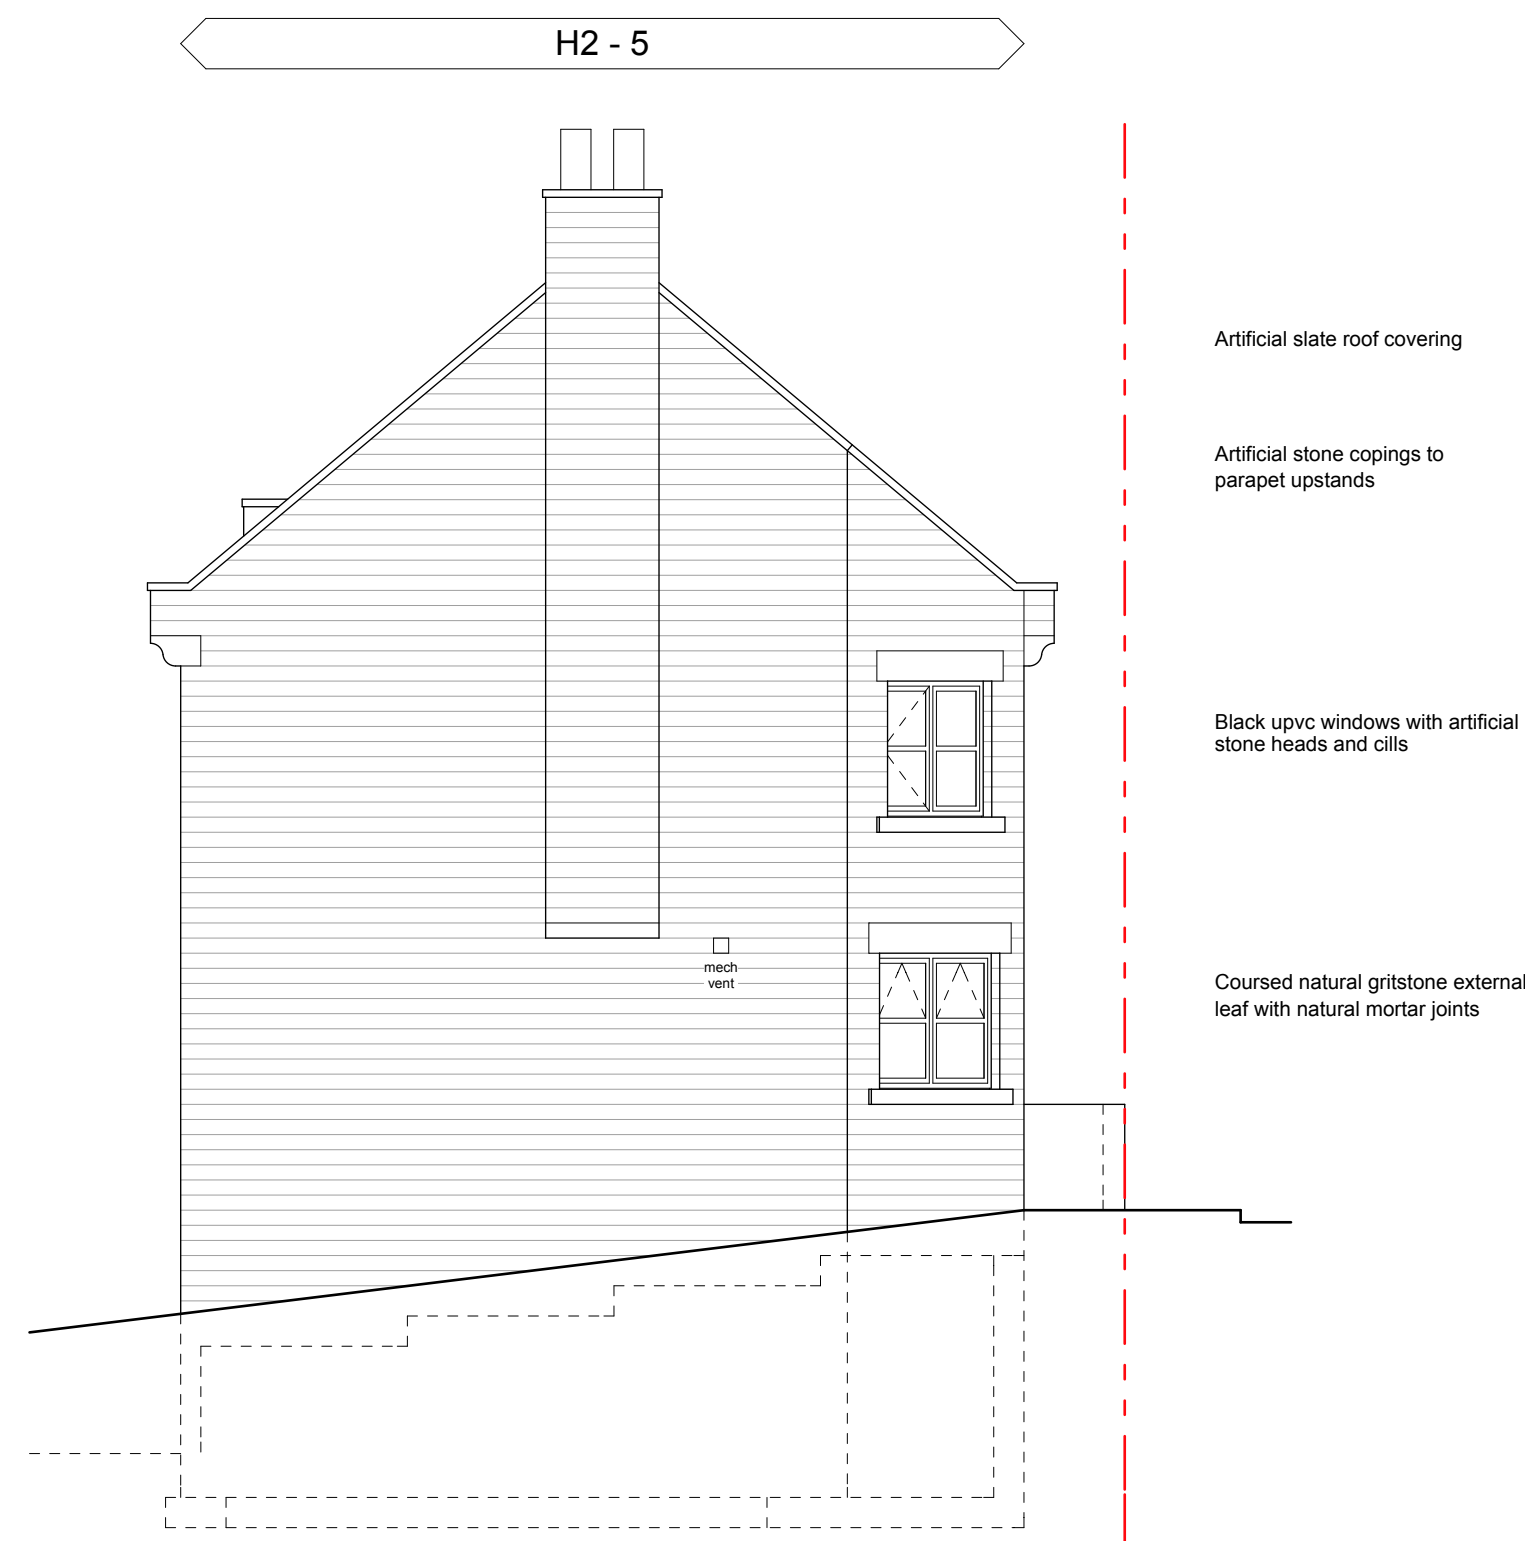 H2 - 5
Artificial slate roof covering
Artificial stone copings to
parapet upstands
Black upvc windows with artificial
stone heads and cills
mech
vent
Coursed natural gritstone external
leaf with natural mortar joints